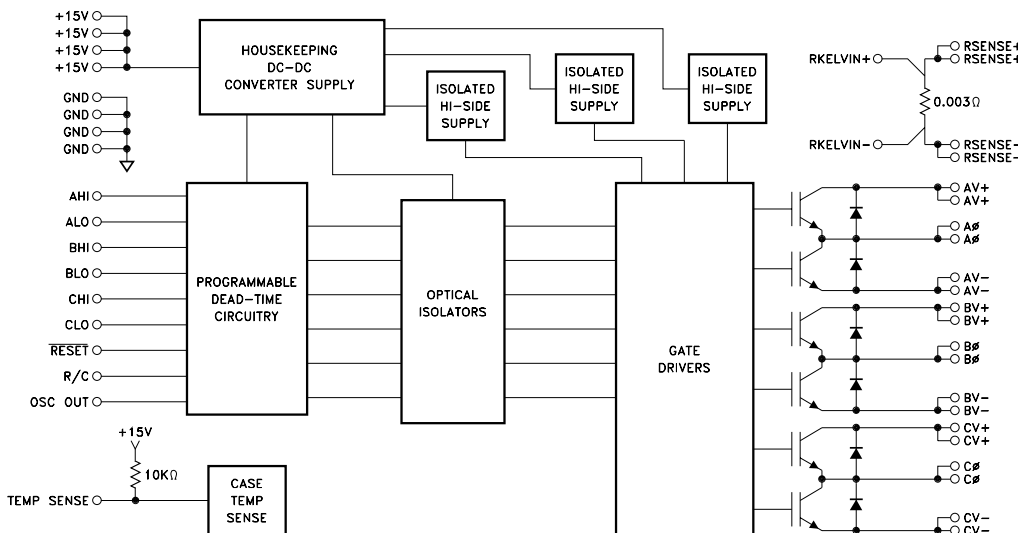 +15V
+15V
+15V
+15V
GND
GND
GND
GND
HOUSEKEEPING
DC-DC
CONVERTER SUPPLY
ISOLATED
HI-SIDE
SUPPLY
ISOLATED
HI-SIDE
SUPPLY
ISOLATED
HI-SIDE
SUPPLY
RKELVIN+
RKELVIN-
RSENSE+
RSENSE+
0.003Ω
RSENSE-
RSENSE-
AHI
ALO
BHI
BLO
CHI
CLO
RESET
R/C
OSC OUT
PROGRAMMABLE
DEAD-TIME
CIRCUITRY
OPTICAL
ISOLATORS
GATE
DRIVERS
AV+
AV+
AØ
AØ
AV-
AV-
BV+
BV+
BØ
BØ
BV-
BV-
CV+
CV+
CØ
CØ
CV-
CV-
+15V
10KΩ
TEMP SENSE
CASE
TEMP
SENSE